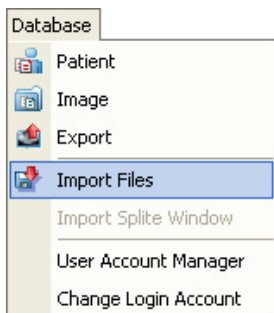 Database
Patient
Image
Export
Import Files
Import Splite Window
User Account Manager
Change Login Account